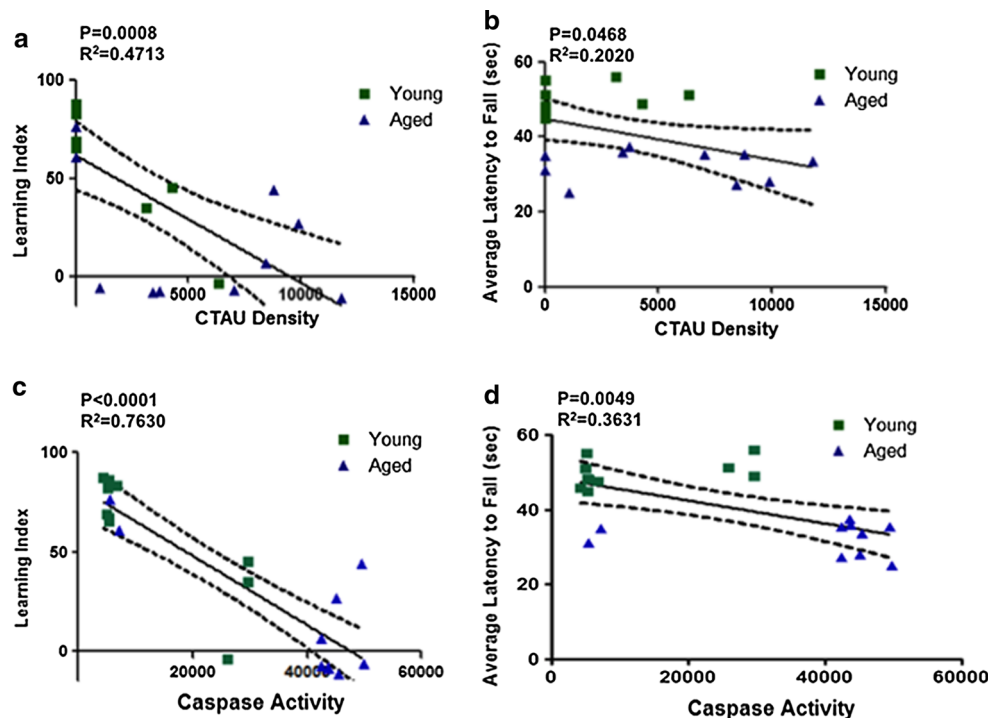 a
P=0.0008
R²=0.4713
Learning Index
100
50
0
5000
10000
15000
CTAU Density
Young
Aged
b
P=0.0468
R²=0.2020
Average Latency to Fall (sec)
60
40
20
0
0
5000
10000
15000
CTAU Density
Young
Aged
c
P<0.0001
R²=0.7630
Learning Index
100
50
0
20000
40000
60000
Caspase Activity
Young
Aged
d
P=0.0049
R²=0.3631
Average Latency to Fall (sec)
60
40
20
0
0
20000
40000
60000
Caspase Activity
Young
Aged